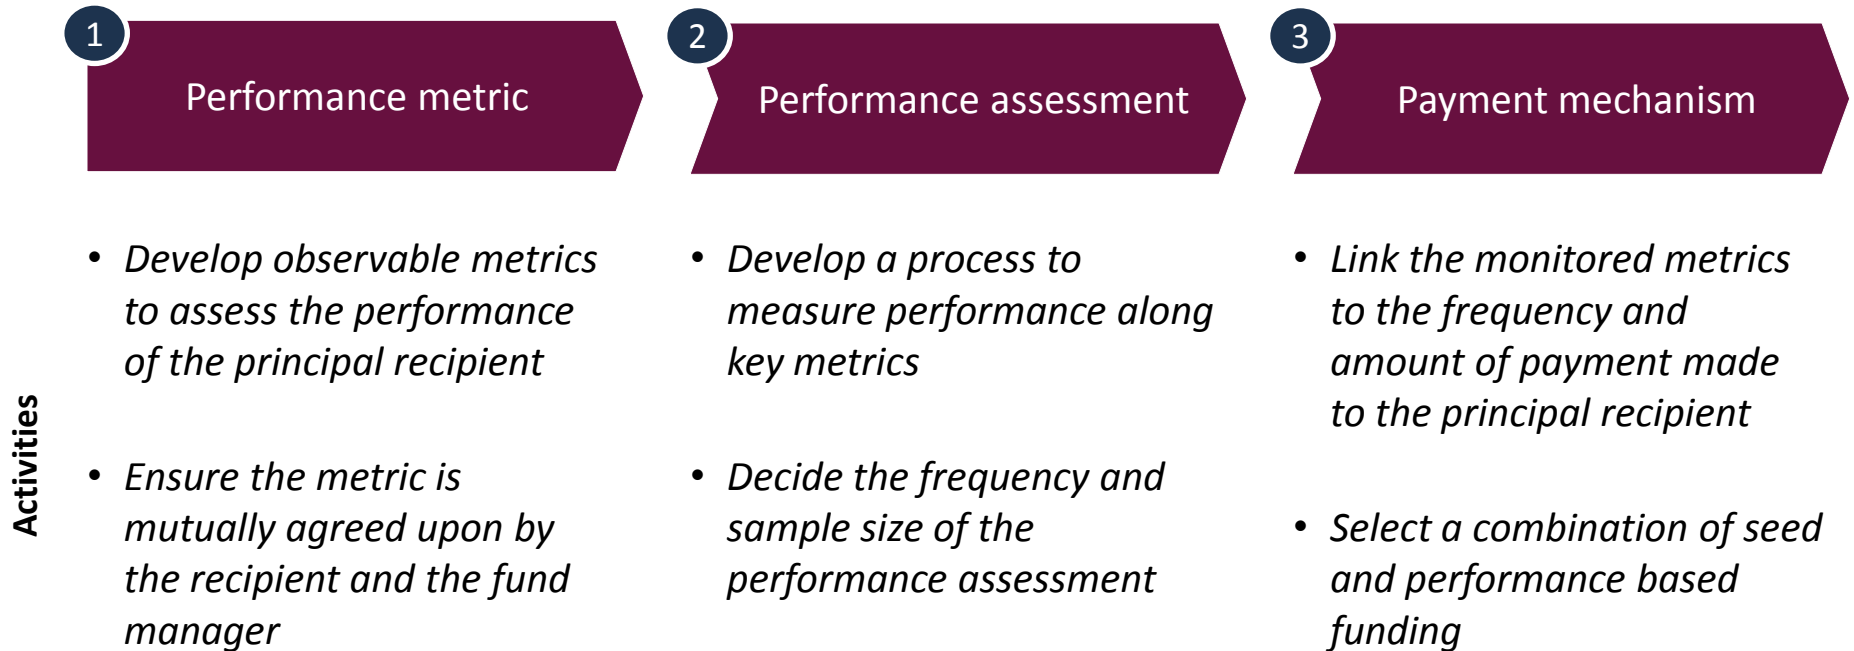 1
Performance metric
2
Performance assessment
3
Payment mechanism
Activities
• Develop observable metrics
to assess the performance
of the principal recipient
• Ensure the metric is
mutually agreed upon by
the recipient and the fund
manager
• Develop a process to
measure performance along
key metrics
• Decide the frequency and
sample size of the
performance assessment
• Link the monitored metrics
to the frequency and
amount of payment made
to the principal recipient
• Select a combination of seed
and performance based
funding